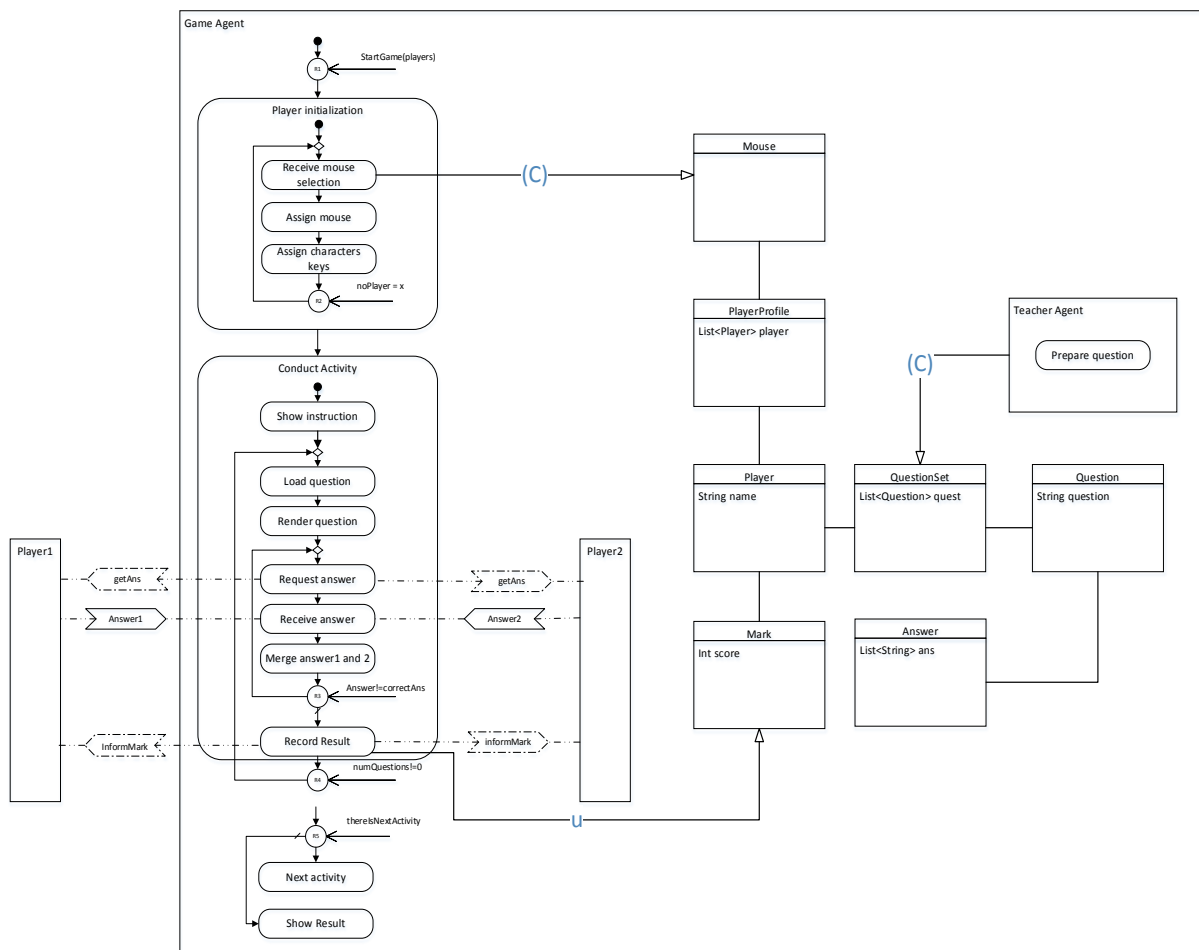 Game Agent
StartGame(players)
R1
Player initialization
Receive mouse
selection
Assign mouse
Assign characters
keys
noPlayer = x
R2
(C)
Mouse
PlayerProfile
List<Player> player
Teacher Agent
Prepare question
(C)
Conduct Activity
Show instruction
Load question
Render question
Player
String name
QuestionSet
List<Question> quest
Question
String question
Player1
Player2
getAns
Request answer
getAns
Answer1
Receive answer
Answer2
Merge answer1 and 2
Mark
Int score
Answer
List<String> ans
Answer!=correctAns
R3
InformMark
Record Result
informMark
numQuestions!=0
R4
u
thereIsNextActivity
R5
Next activity
Show Result